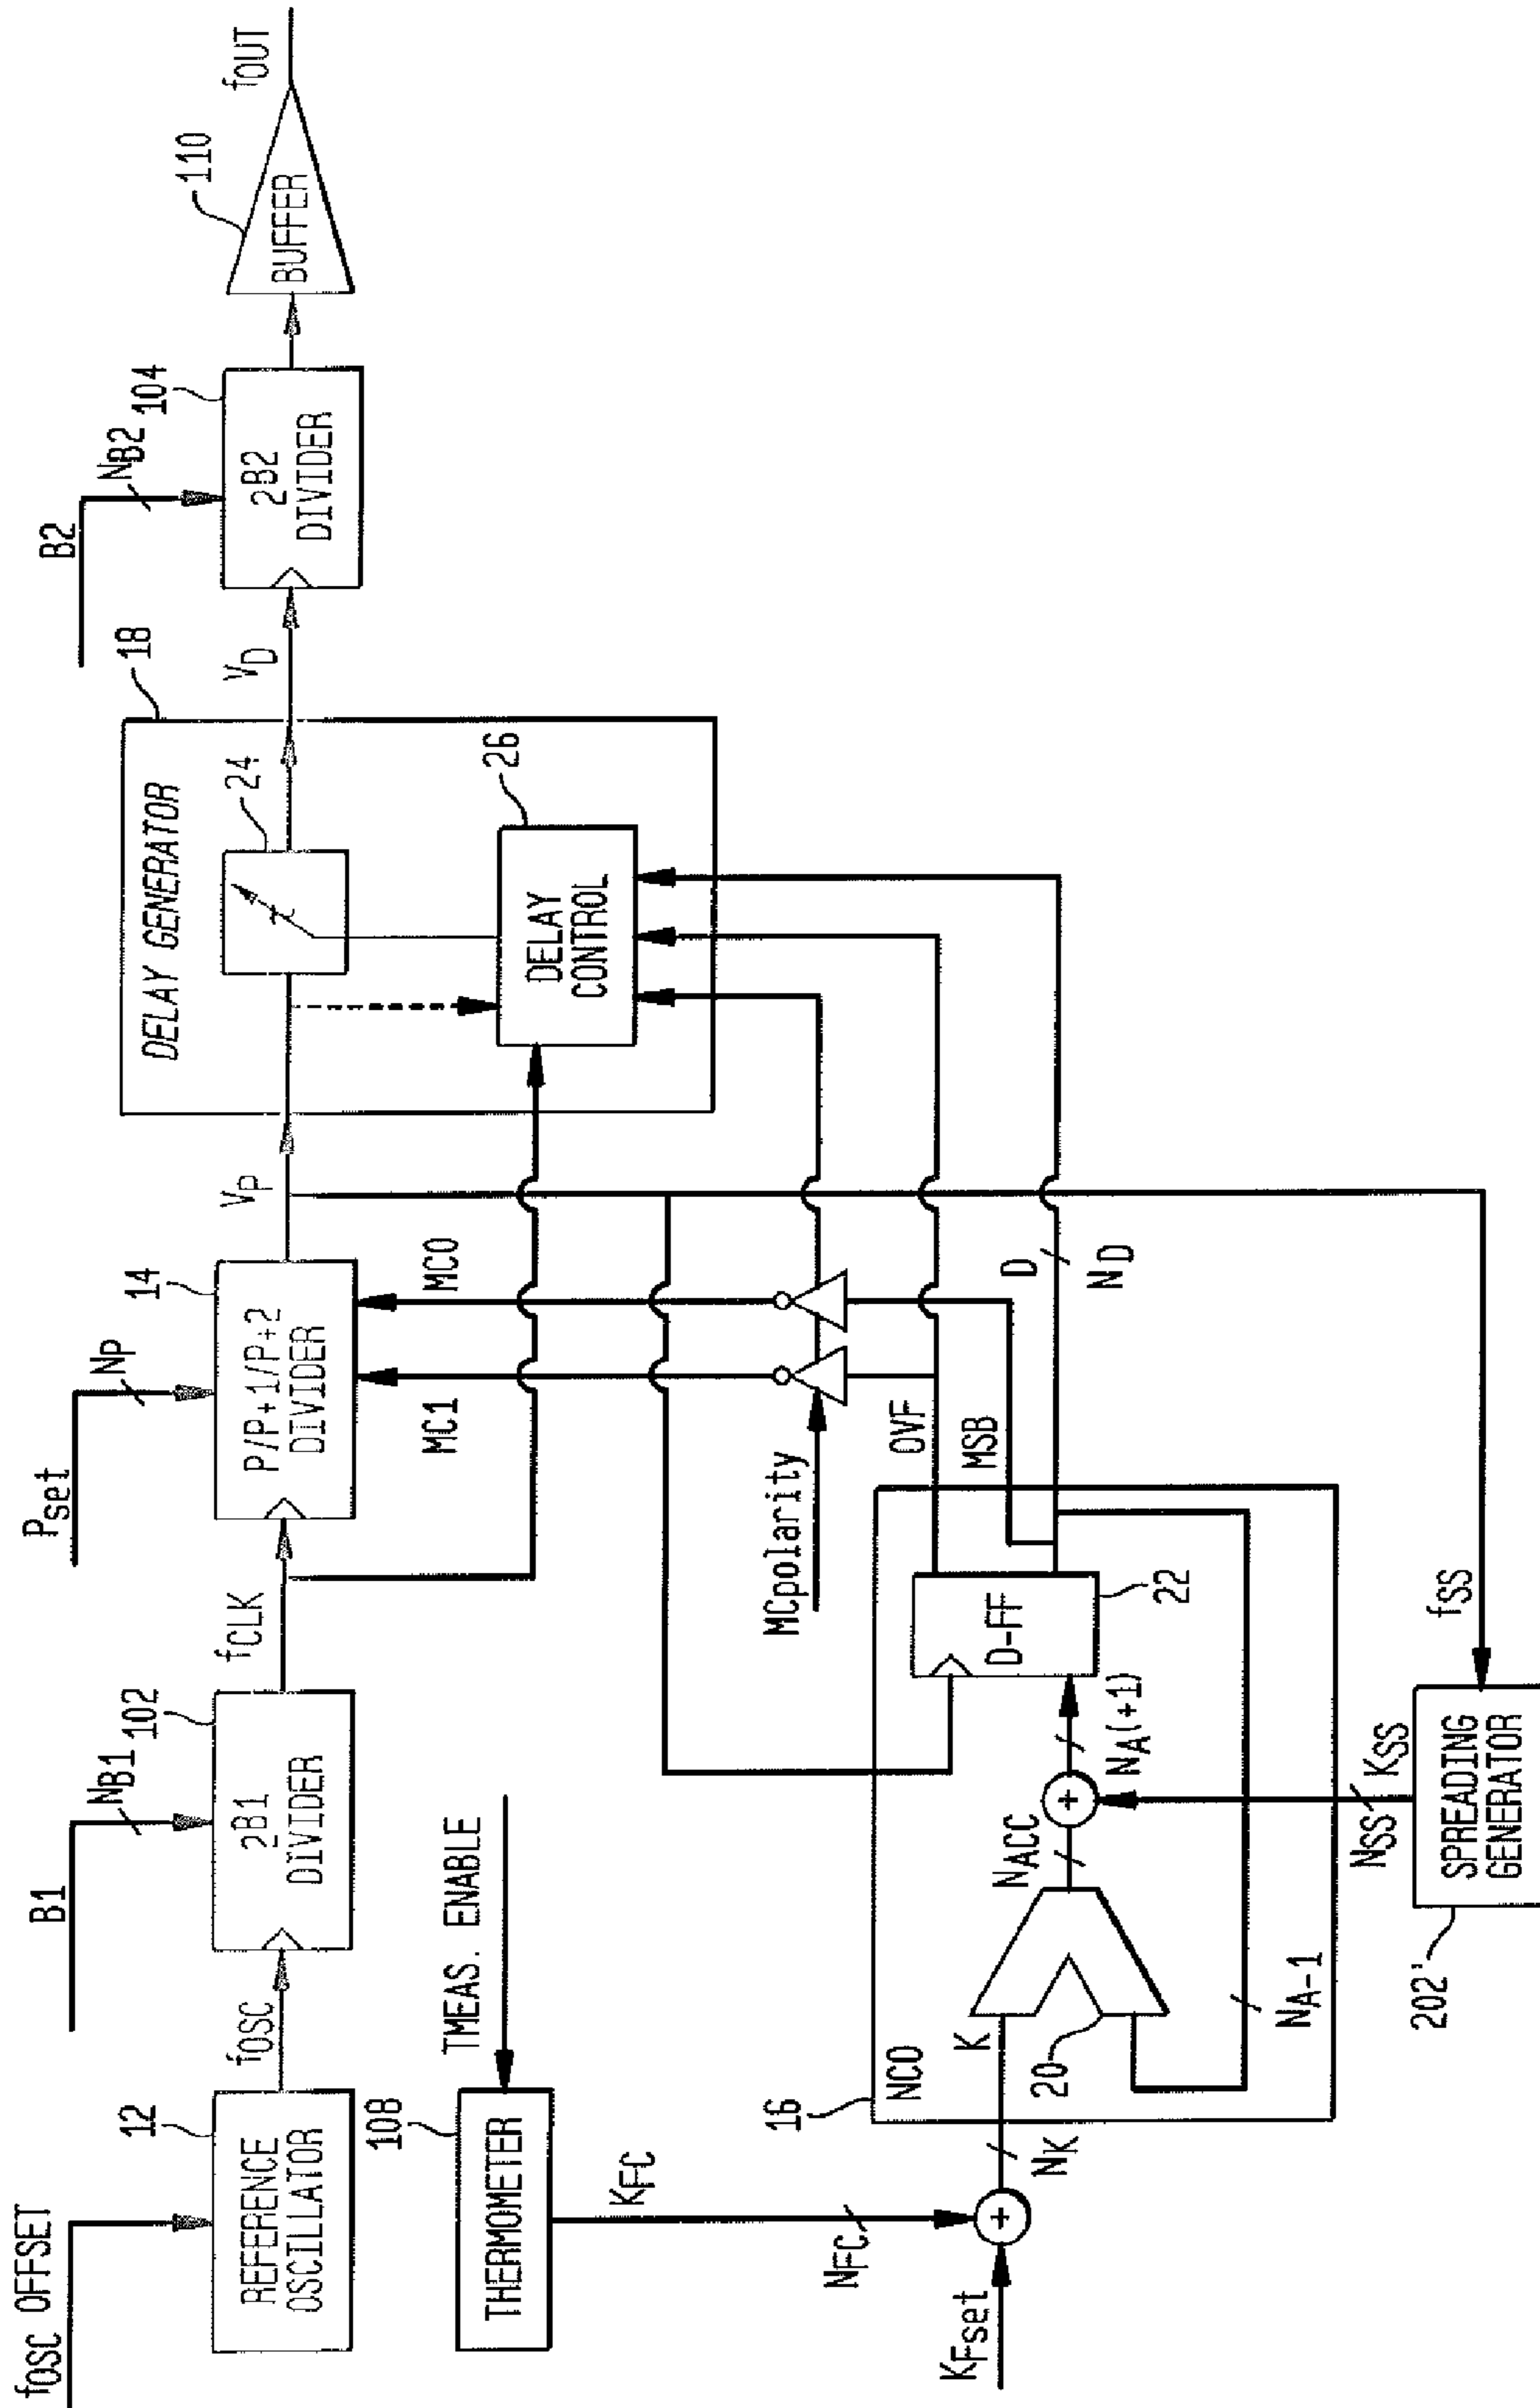 fOSC OFFSET
12
REFERENCE
OSCILLATOR
fOSC
B1
NB1
102
2B1
DIVIDER
fCLK
Pset
NP
14
P/P+1/P+2
DIVIDER
VP
MC1
MC0
DELAY GENERATOR
18
24
τ
26
DELAY
CONTROL
VD
B2
NB2
104
2B2
DIVIDER
110
BUFFER
fOUT
TMEAS. ENABLE
108
THERMOMETER
KFC
NFC
KFset
+
NK
16
NCO
K
20
NACC
+
NA(+1)
D-FF
22
NA-1
MCpolarity
OVF
MSB
D
ND
NSS
KSS
fSS
SPREADING
GENERATOR
202'